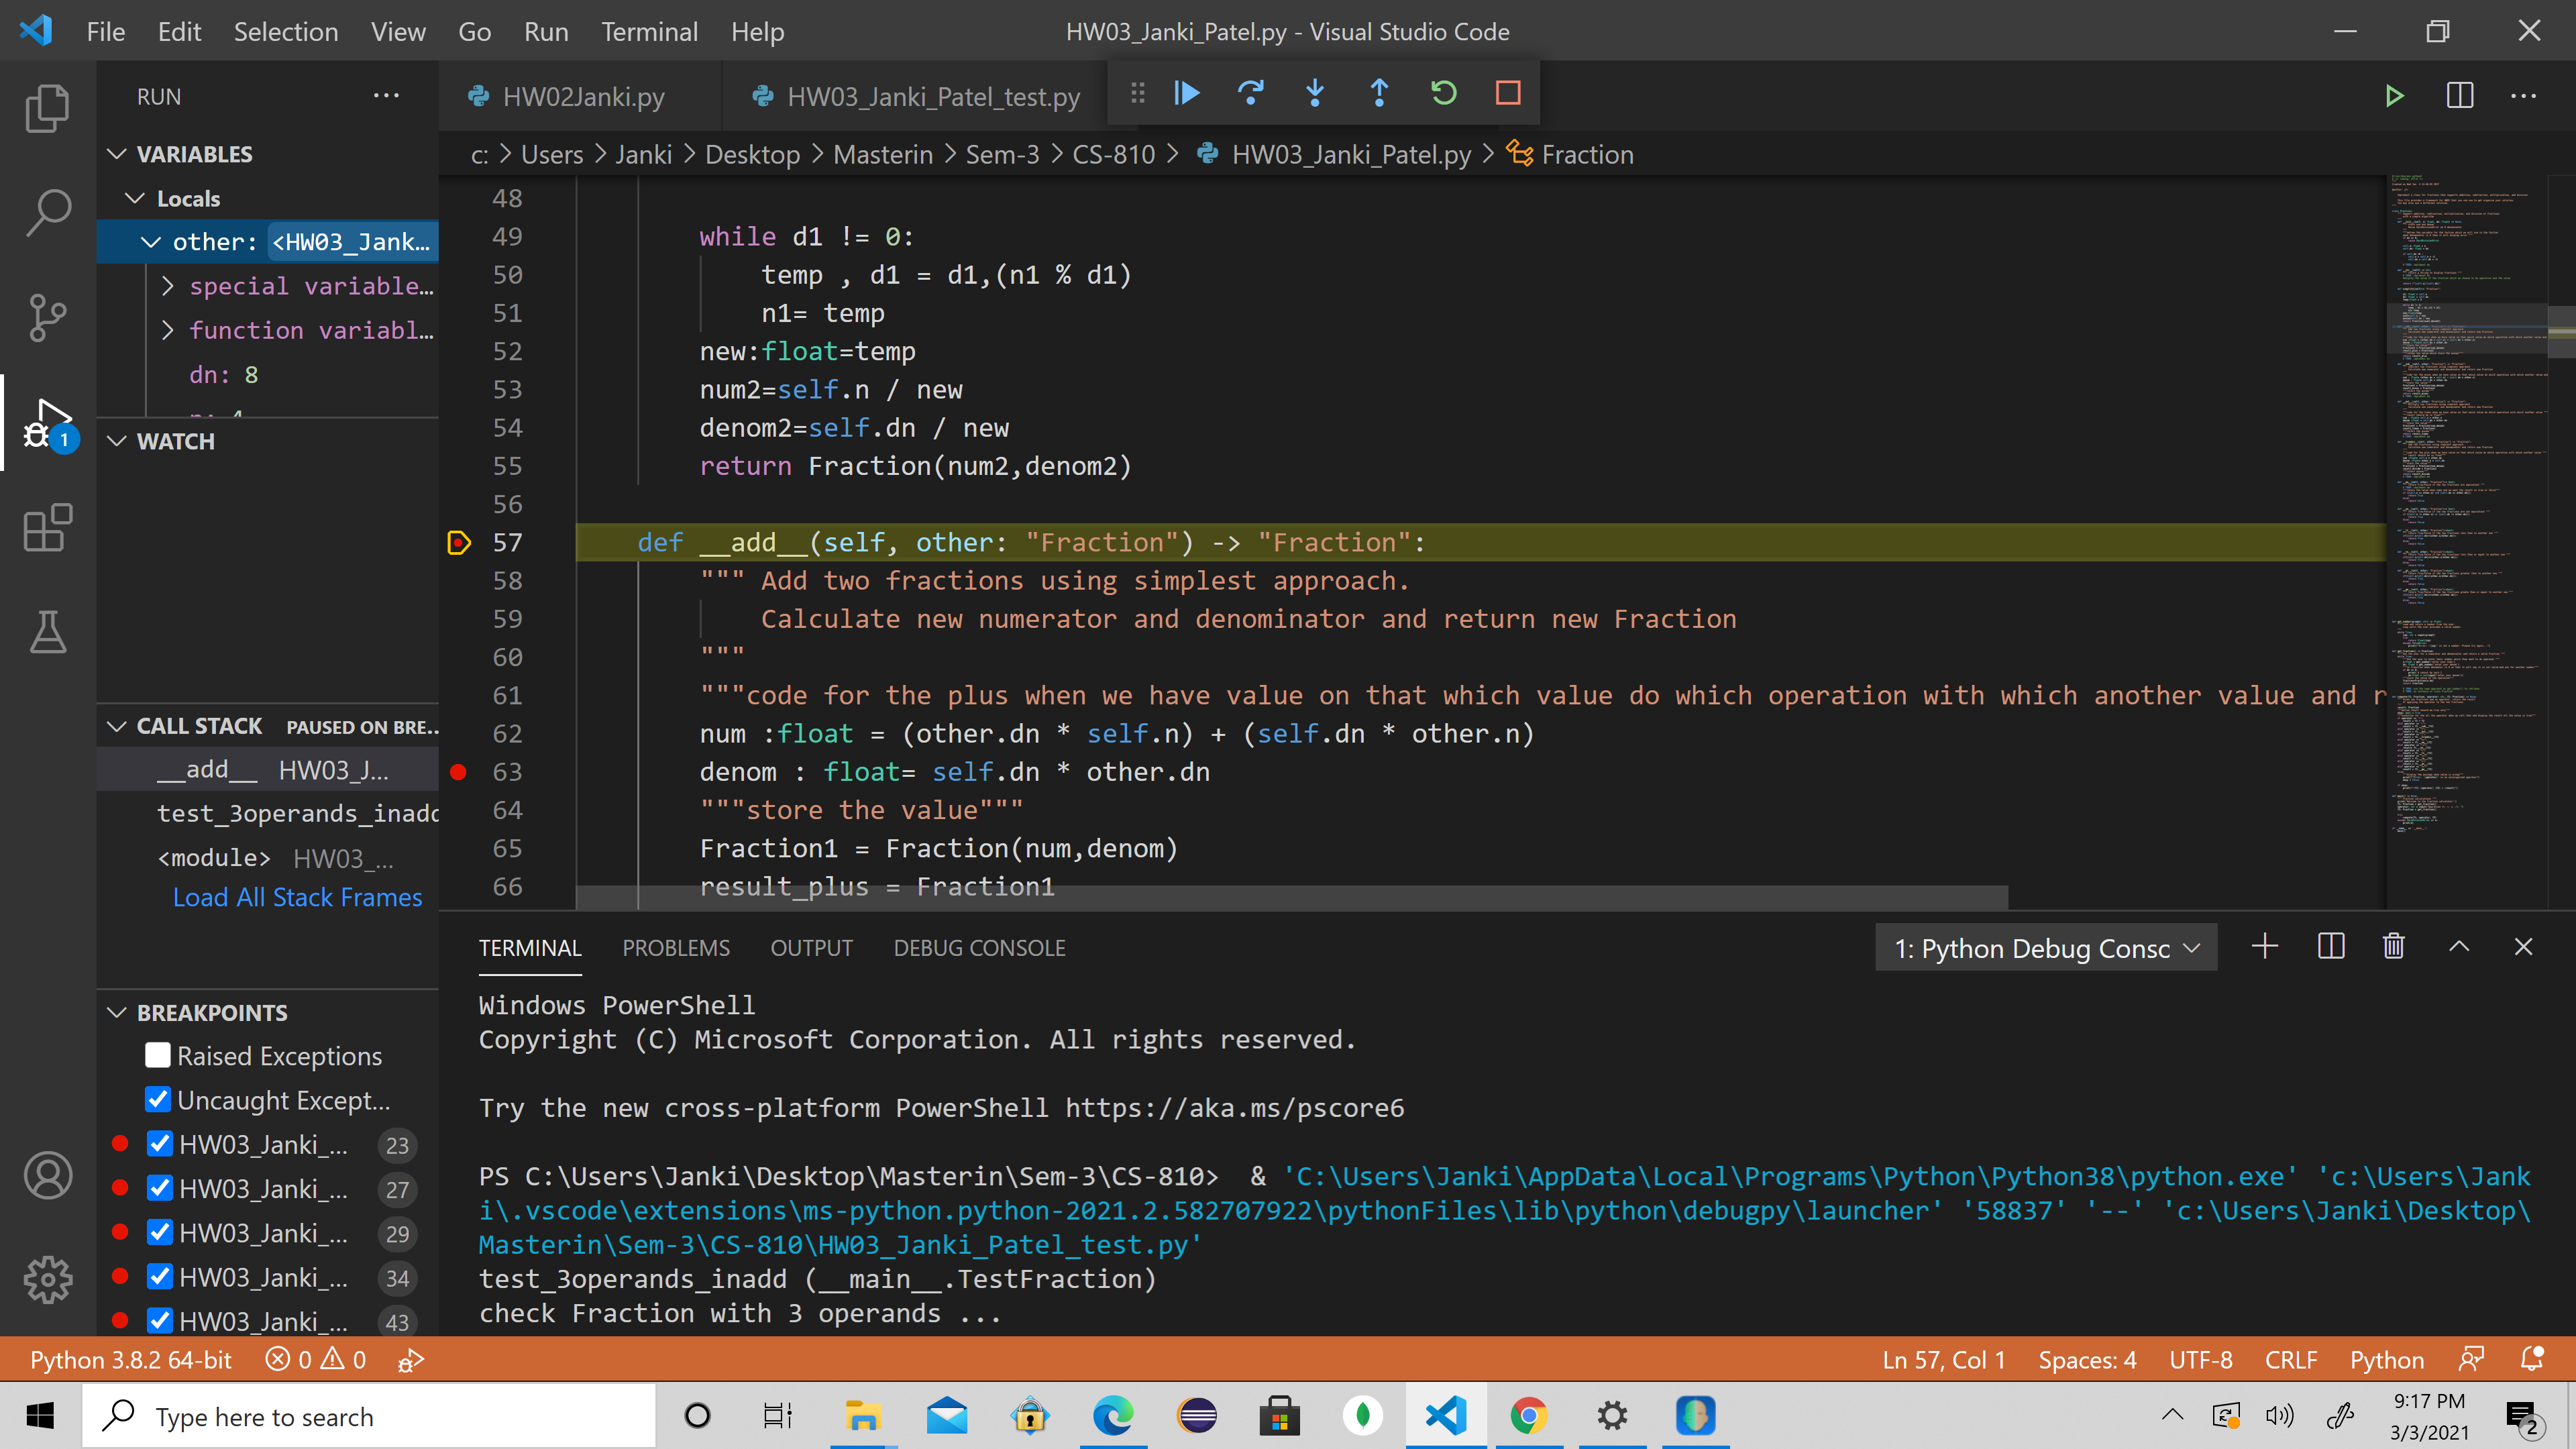 File Edit Selection View Go Run Terminal Help
HW03_Janki_Patel.py - Visual Studio Code
RUN
HW02Janki.py
HW03_Janki_Patel_test.py
c: > Users > Janki > Desktop > Masterin > Sem-3 > CS-810 > HW03_Janki_Patel.py > Fraction
VARIABLES
Locals
other: <HW03_Jank...
special variable...
function variabl...
dn: 8
WATCH
CALL STACK PAUSED ON BRE...
__add__ HW03_J...
test_3operands_inadd
<module> HW03_...
Load All Stack Frames
BREAKPOINTS
Raised Exceptions
Uncaught Except...
HW03_Janki_... 23
HW03_Janki_... 27
HW03_Janki_... 29
HW03_Janki_... 34
HW03_Janki_... 43
1
48
49 while d1 != 0:
50 temp , d1 = d1,(n1 % d1)
51 n1= temp
52 new:float=temp
53 num2=self.n / new
54 denom2=self.dn / new
55 return Fraction(num2,denom2)
56
57 def __add__(self, other: "Fraction") -> "Fraction":
58 """ Add two fractions using simplest approach.
59 Calculate new numerator and denominator and return new Fraction
60 """
61 """code for the plus when we have value on that which value do which operation with which another value and r
62 num :float = (other.dn * self.n) + (self.dn * other.n)
63 denom : float= self.dn * other.dn
64 """store the value"""
65 Fraction1 = Fraction(num,denom)
66 result_plus = Fraction1
TERMINAL PROBLEMS OUTPUT DEBUG CONSOLE
1: Python Debug Consc
Windows PowerShell
Copyright (C) Microsoft Corporation. All rights reserved.
Try the new cross-platform PowerShell https://aka.ms/pscore6
PS C:\Users\Janki\Desktop\Masterin\Sem-3\CS-810> & 'C:\Users\Janki\AppData\Local\Programs\Python\Python38\python.exe' 'c:\Users\Jank
i\.vscode\extensions\ms-python.python-2021.2.582707922\pythonFiles\lib\python\debugpy\launcher' '58837' '--' 'c:\Users\Janki\Desktop\
Masterin\Sem-3\CS-810\HW03_Janki_Patel_test.py'
test_3operands_inadd (__main__.TestFraction)
check Fraction with 3 operands ...
Python 3.8.2 64-bit 0 0
Ln 57, Col 1 Spaces: 4 UTF-8 CRLF Python
Type here to search
9:17 PM
3/3/2021
2